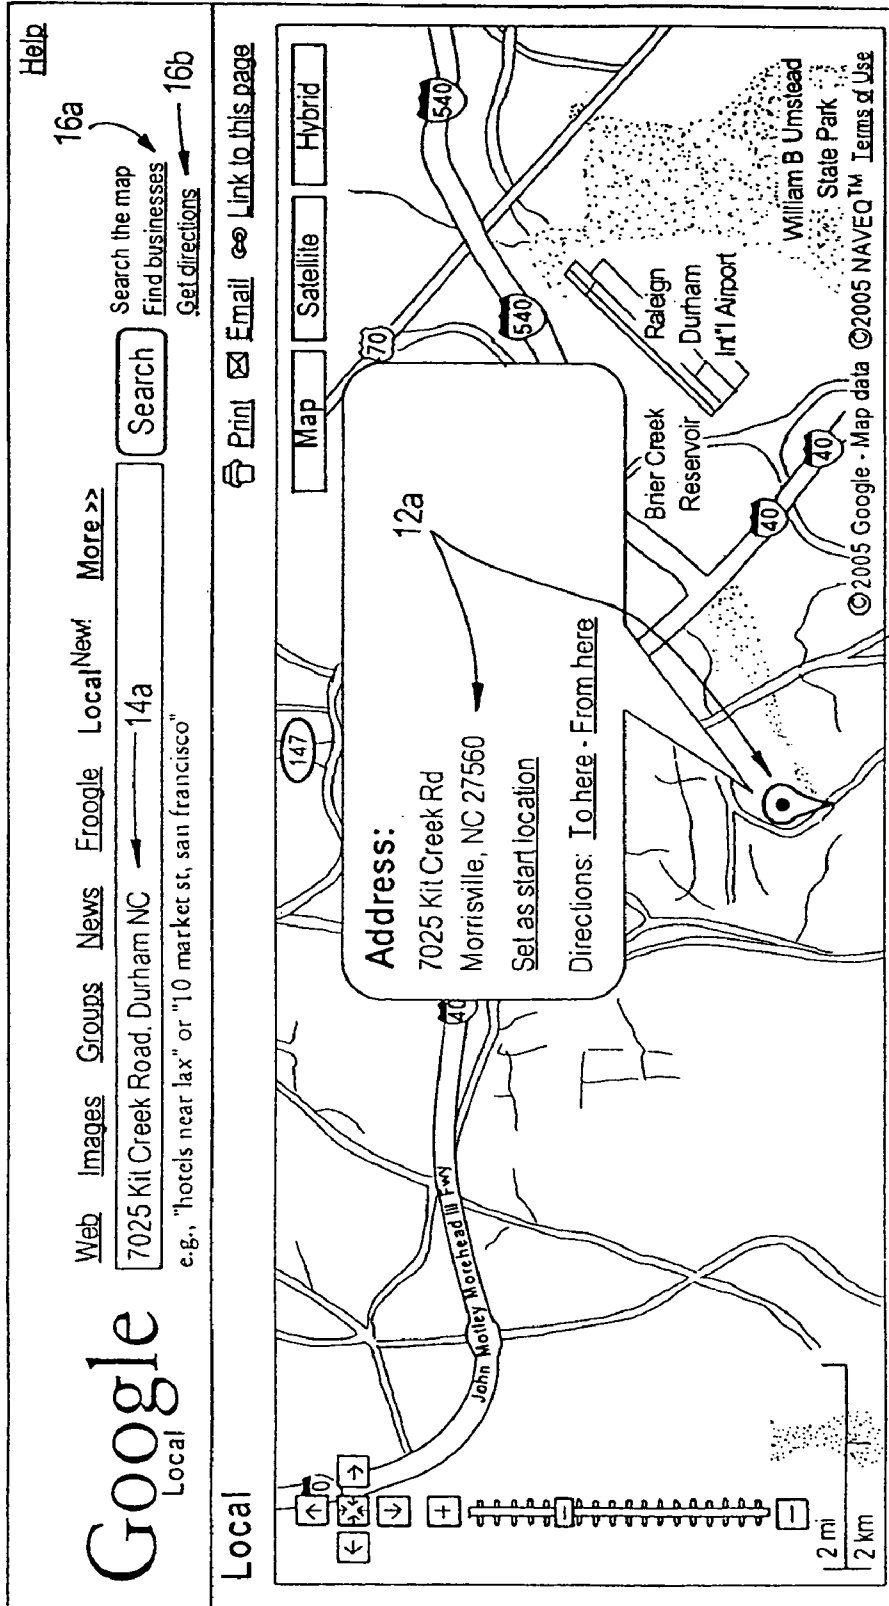 Help
16a
Web Images Groups News Froogle Local New! More >>
Google
Local
7025 Kit Creek Road, Durham NC
14a
Search
Search the map
Find businesses
Get directions
16b
e.g., "hotels near lax" or "10 market st, san francisco"
Local
Print Email Link to this page
Map Satellite Hybrid
147
70
540
540
12a
Address:
7025 Kit Creek Rd
Morrisville, NC 27560
Set as start location
Directions: To here - From here
40
John Motley Morehead III Fwy
Raleign
Durham
Int'l Airport
Brier Creek
Reservoir
William B Umstead
State Park
40
40
2 mi
2 km
©2005 Google - Map data ©2005 NAVEQ™ Terms of Use